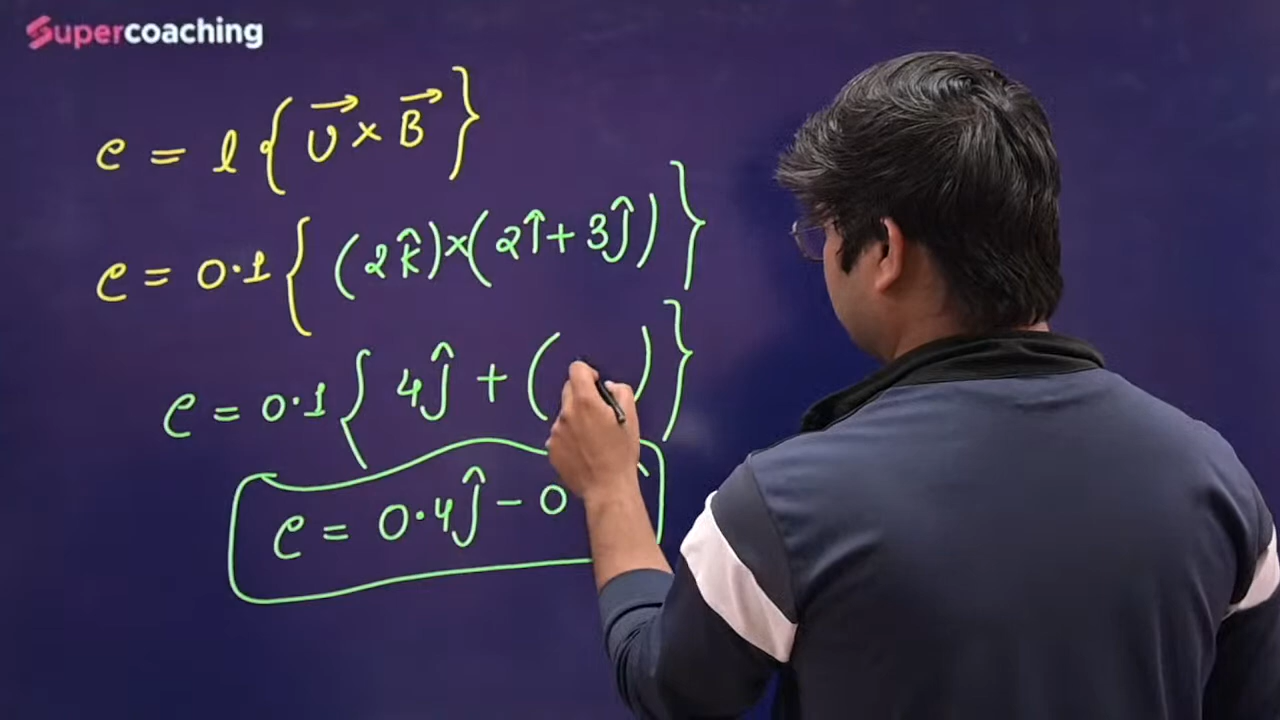 Supercoaching
e = l { v⃗ × B⃗ }
e = 0.1 { (2k̂) × (2î + 3ĵ) }
e = 0.1 { 4ĵ + ( ) }
e = 0.4ĵ - 0